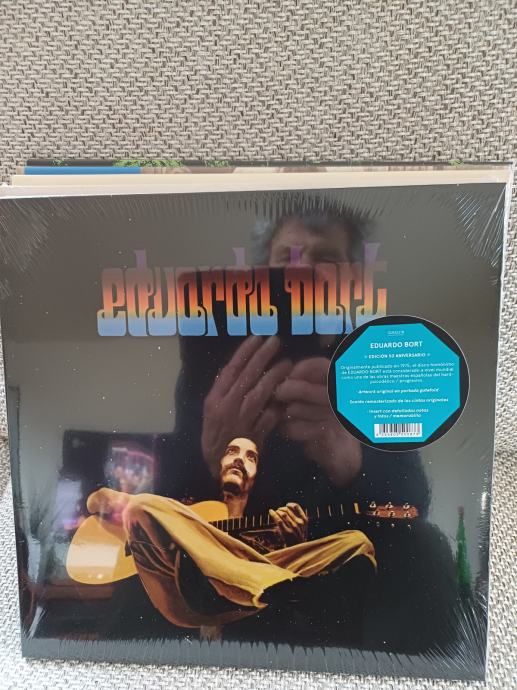 eduardo bort
EDUARDO BORT
EDICIÓN 50 ANIVERSARIO
Originalmente publicado en 1975, el disco homónimo
de EDUARDO BORT está considerado a nivel mundial
como una de las obras maestras españolas del hard-
psicodélico / progresivo.
Artwork original en portada gatefold
Sonido remasterizado de las cintas originales
Insert con detalladas notas
y fotos / memorabilia